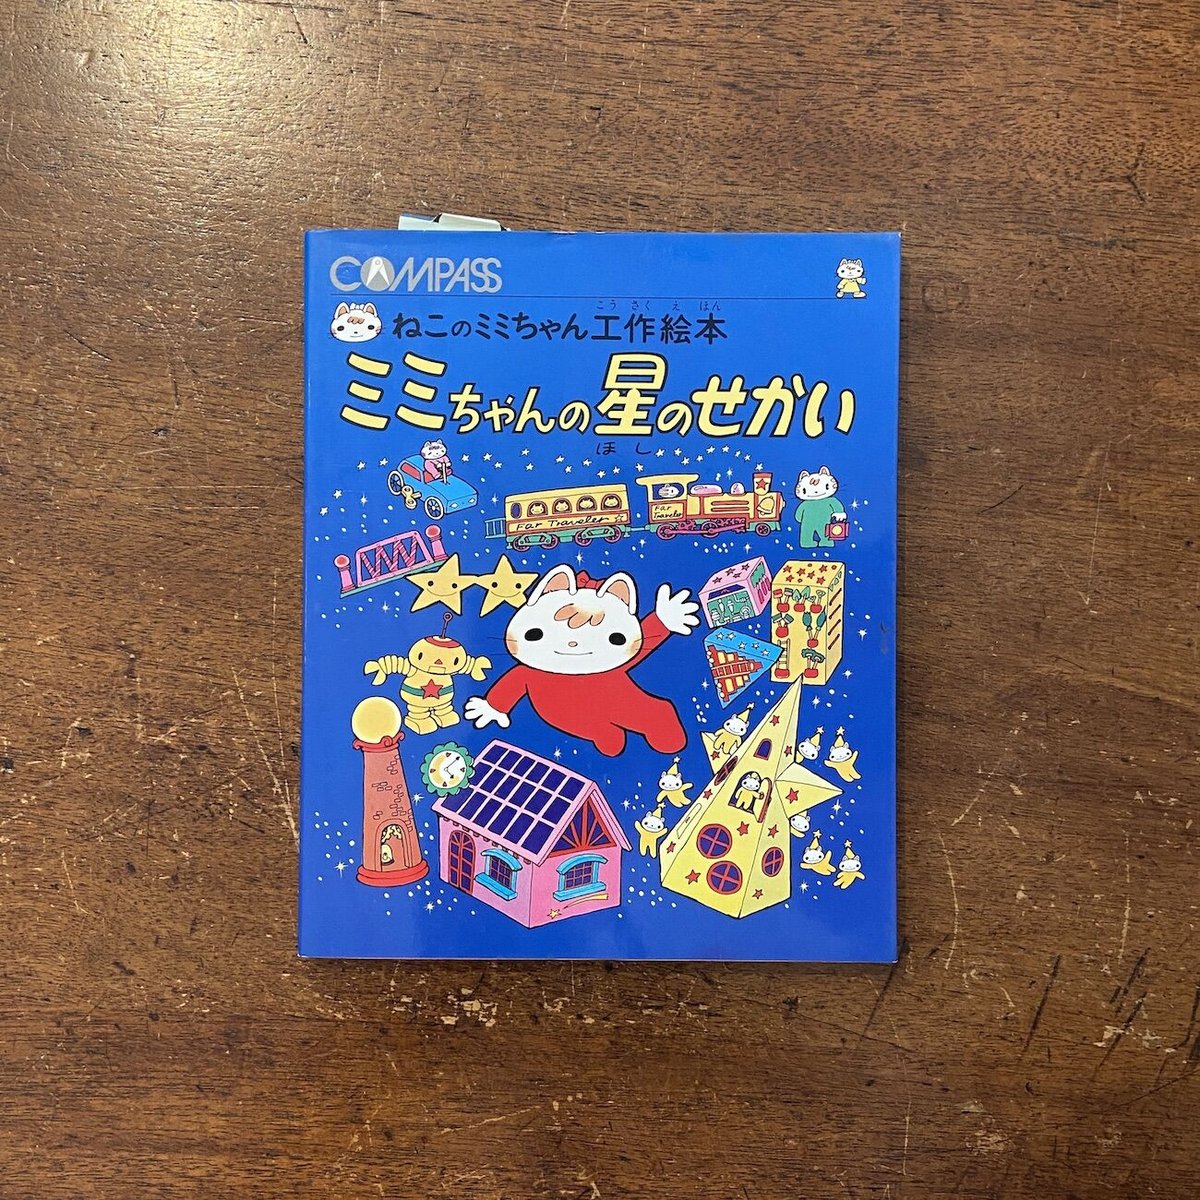 COMPASS
こうさくえほん
ねこのミミちゃん工作絵本
ミミちゃんの星のせかい
ほし
Far Traveler
Far Traveler